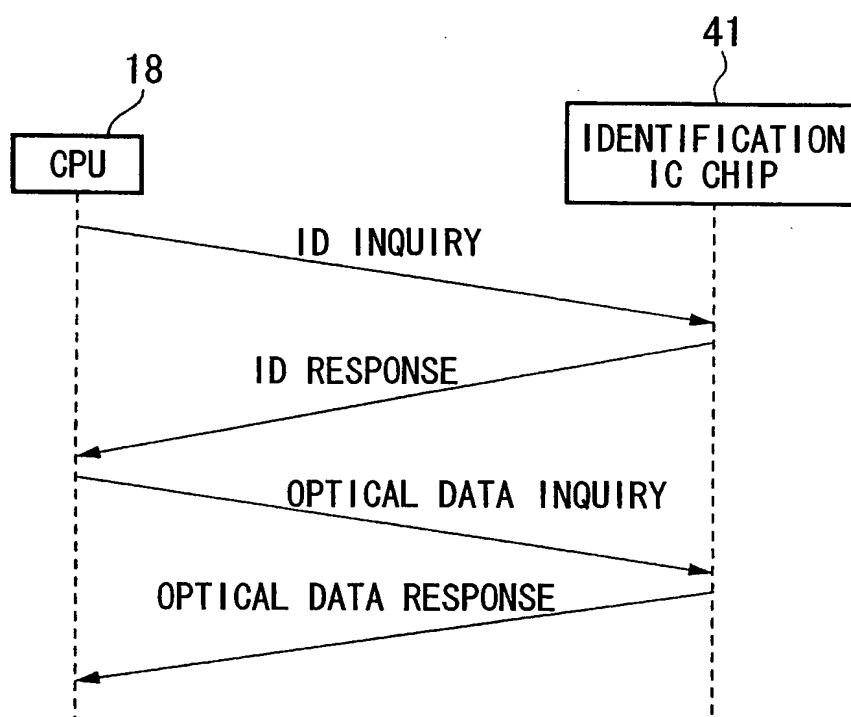 41
18
IDENTIFICATION
IC CHIP
CPU
ID INQUIRY
ID RESPONSE
OPTICAL DATA INQUIRY
OPTICAL DATA RESPONSE